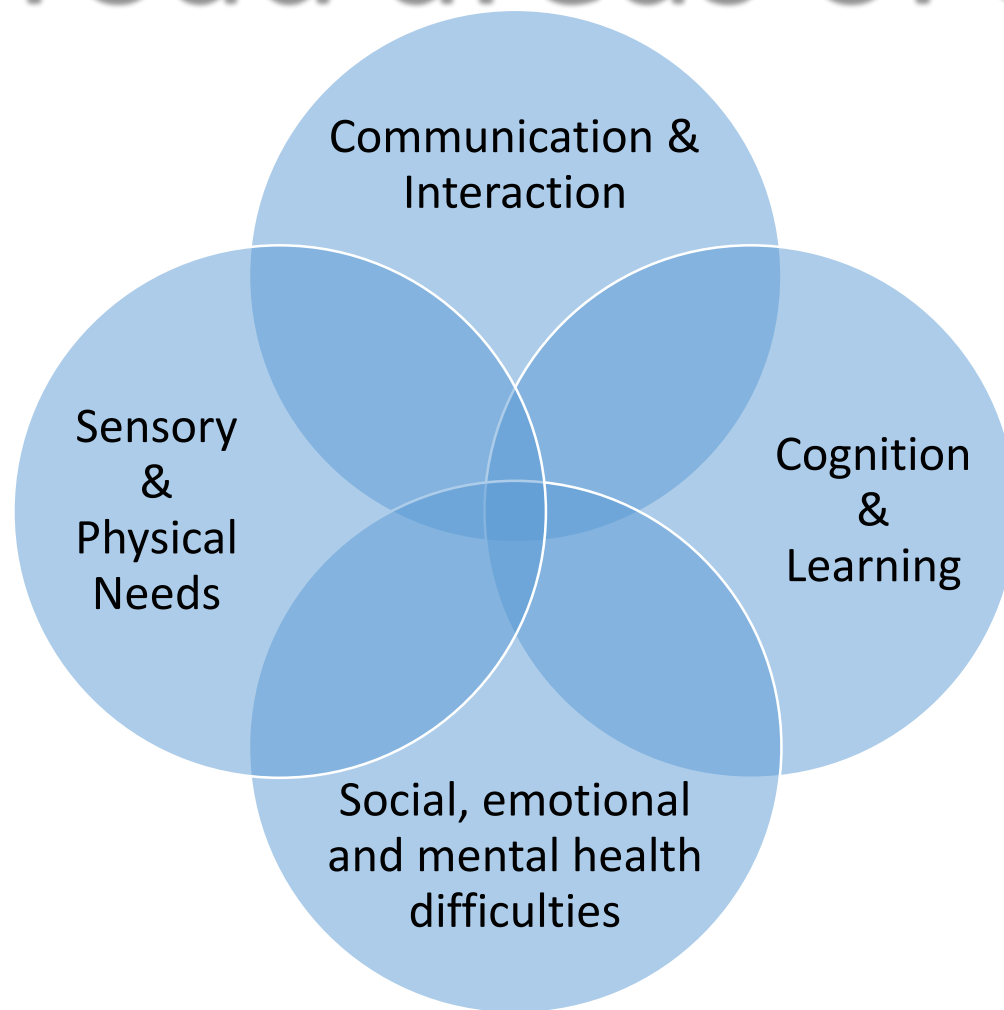 Communication &
Interaction
Sensory
&
Physical
Needs
Cognition
&
Learning
Social, emotional
and mental health
difficulties